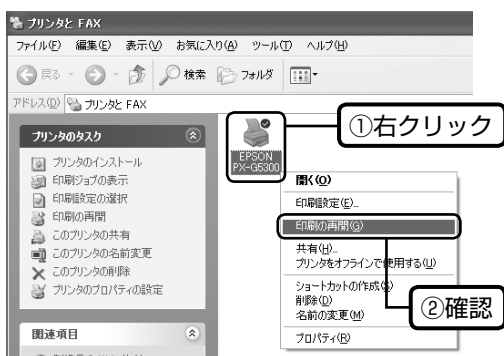 プリンタと FAX
ファイル(F) 編集(E) 表示(V) お気に入り(A) ツール(T) ヘルプ(H)
戻る 検索 フォルダ
アドレス(D) プリンタと FAX
プリンタのタスク
プリンタのインストール
印刷ジョブの表示
印刷設定の選択
印刷の再開
このプリンタの共有
このプリンタの名前変更
このプリンタの削除
プリンタのプロパティの設定
関連項目
EPSON
PX-G5300
①右クリック
開く(O)
印刷設定(E)...
印刷の再開(G)
共有(H)...
プリンタをオフラインで使用する(U)
ショートカットの作成(S)
削除(D)
名前の変更(M)
プロパティ(R)
②確認